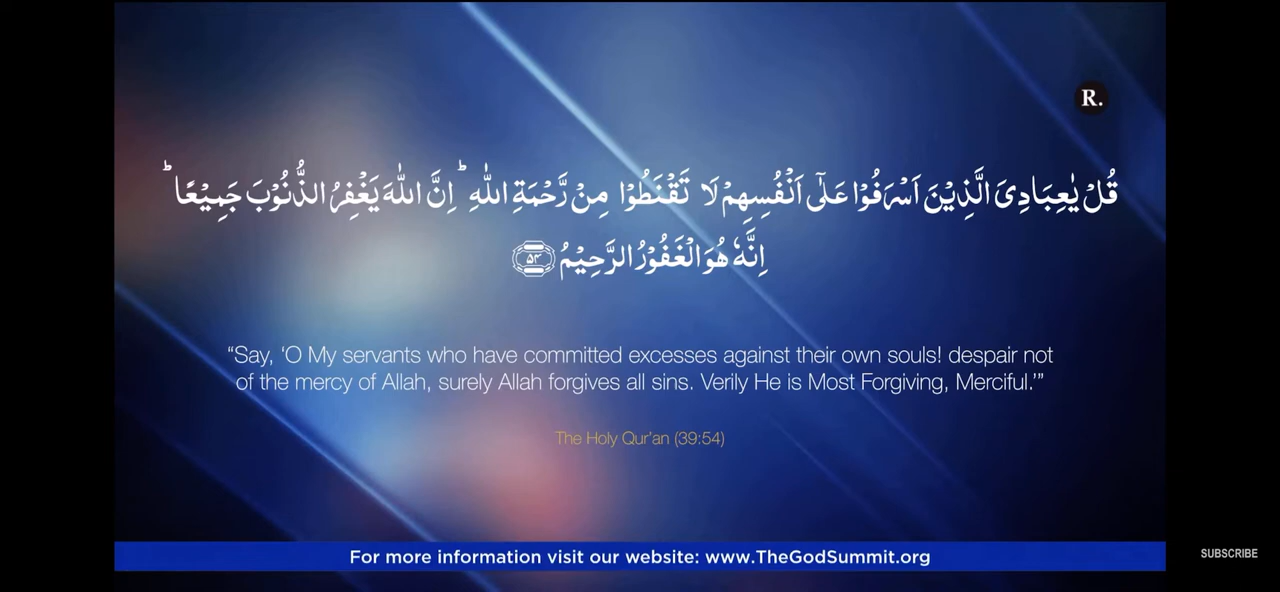 R.
قُلْ يٰعِبَادِیَ الَّذِيْنَ اَسْرَفُوْا عَلٰۤی اَنْفُسِهِمْ لَا تَقْنَطُوْا مِنْ رَّحْمَةِ اللّٰهِ ؕ اِنَّ اللّٰهَ يَغْفِرُ الذُّنُوْبَ جَمِيْعًا ؕ
اِنَّهٗ هُوَ الْغَفُوْرُ الرَّحِيْمُ ﴿۵۴﴾
“Say, ‘O My servants who have committed excesses against their own souls! despair not
of the mercy of Allah, surely Allah forgives all sins. Verily He is Most Forgiving, Merciful.’”
The Holy Qur’an (39:54)
For more information visit our website: www.TheGodSummit.org
SUBSCRIBE